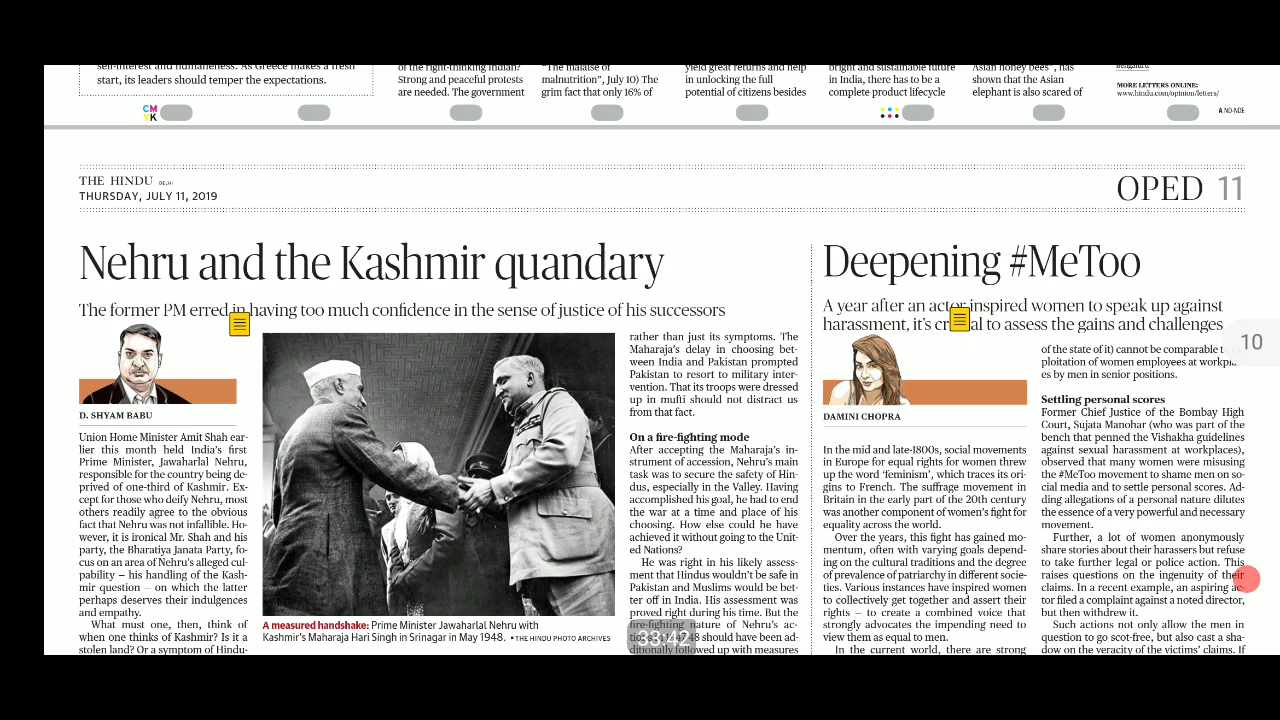 self-interest and humaneness. As Greece makes a fresh
start, its leaders should temper the expectations.
of the right-thinking Indian?
Strong and peaceful protests
are needed. The government
"The malaise of
malnutrition", July 10) The
grim fact that only 16% of
yield great returns and help
in unlocking the full
potential of citizens besides
bright and sustainable future
in India, there has to be a
complete product lifecycle
Asian honey bees", has
shown that the Asian
elephant is also scared of
Bengaluru
MORE LETTERS ONLINE:
www.hindu.com/opinion/letters/
CM
YK
A ND-NDE
THE HINDU DELHI
THURSDAY, JULY 11, 2019
OPED 11
Nehru and the Kashmir quandary
The former PM erred in having too much confidence in the sense of justice of his successors
D. SHYAM BABU
Union Home Minister Amit Shah ear-
lier this month held India's first
Prime Minister, Jawaharlal Nehru,
responsible for the country being de-
prived of one-third of Kashmir. Ex-
cept for those who deify Nehru, most
others readily agree to the obvious
fact that Nehru was not infallible. Ho-
wever, it is ironical Mr. Shah and his
party, the Bharatiya Janata Party, fo-
cus on an area of Nehru's alleged cul-
pability – his handling of the Kash-
mir question – on which the latter
perhaps deserves their indulgences
and empathy.
What must one, then, think of
when one thinks of Kashmir? Is it a
stolen land? Or a symptom of Hindu-
A measured handshake: Prime Minister Jawaharlal Nehru with
Kashmir's Maharaja Hari Singh in Srinagar in May 1948. • THE HINDU PHOTO ARCHIVES
rather than just its symptoms. The
Maharaja's delay in choosing bet-
ween India and Pakistan prompted
Pakistan to resort to military inter-
vention. That its troops were dressed
up in mufti should not distract us
from that fact.
On a fire-fighting mode
After accepting the Maharaja's in-
strument of accession, Nehru's main
task was to secure the safety of Hin-
dus, especially in the Valley. Having
accomplished his goal, he had to end
the war at a time and place of his
choosing. How else could he have
achieved it without going to the Unit-
ed Nations?
He was right in his likely assess-
ment that Hindus wouldn't be safe in
Pakistan and Muslims would be bet-
ter off in India. His assessment was
proved right during his time. But the
fire-fighting nature of Nehru's ac-
should have been ad-
ditionally followed up with measures
33:42
Deepening #MeToo
A year after an actor inspired women to speak up against
harassment, it's crucial to assess the gains and challenges
DAMINI CHOPRA
In the mid and late-1800s, social movements
in Europe for equal rights for women threw
up the word 'feminism', which traces its ori-
gins to French. The suffrage movement in
Britain in the early part of the 20th century
was another component of women's fight for
equality across the world.
Over the years, this fight has gained mo-
mentum, often with varying goals depend-
ing on the cultural traditions and the degree
of prevalence of patriarchy in different socie-
ties. Various instances have inspired women
to collectively get together and assert their
rights – to create a combined voice that
strongly advocates the impending need to
view them as equal to men.
In the current world, there are strong
of the state of it) cannot be comparable
ploitation of women employees at workplac-
es by men in senior positions.
Settling personal scores
Former Chief Justice of the Bombay High
Court, Sujata Manohar (who was part of the
bench that penned the Vishakha guidelines
against sexual harassment at workplaces),
observed that many women were misusing
the #MeToo movement to shame men on so-
cial media and to settle personal scores. Ad-
ding allegations of a personal nature dilutes
the essence of a very powerful and necessary
movement.
Further, a lot of women anonymously
share stories about their harassers but refuse
to take further legal or police action. This
raises questions on the ingenuity of their
claims. In a recent example, an aspiring ac-
tor filed a complaint against a noted director,
but then withdrew it.
Such actions not only allow the men in
question to go scot-free, but also cast a sha-
dow on the veracity of the victims' claims. If
10